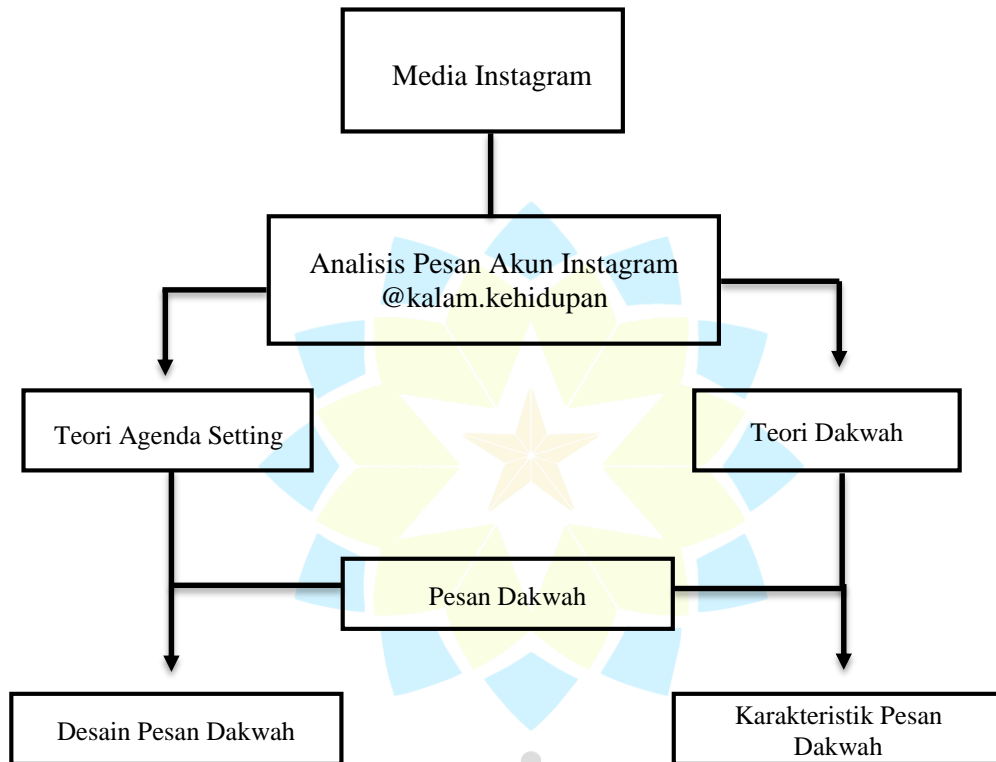 Media Instagram
Analisis Pesan Akun Instagram
@kalam.kehidupan
Teori Agenda Setting
Teori Dakwah
Pesan Dakwah
Desain Pesan Dakwah
Karakteristik Pesan
Dakwah